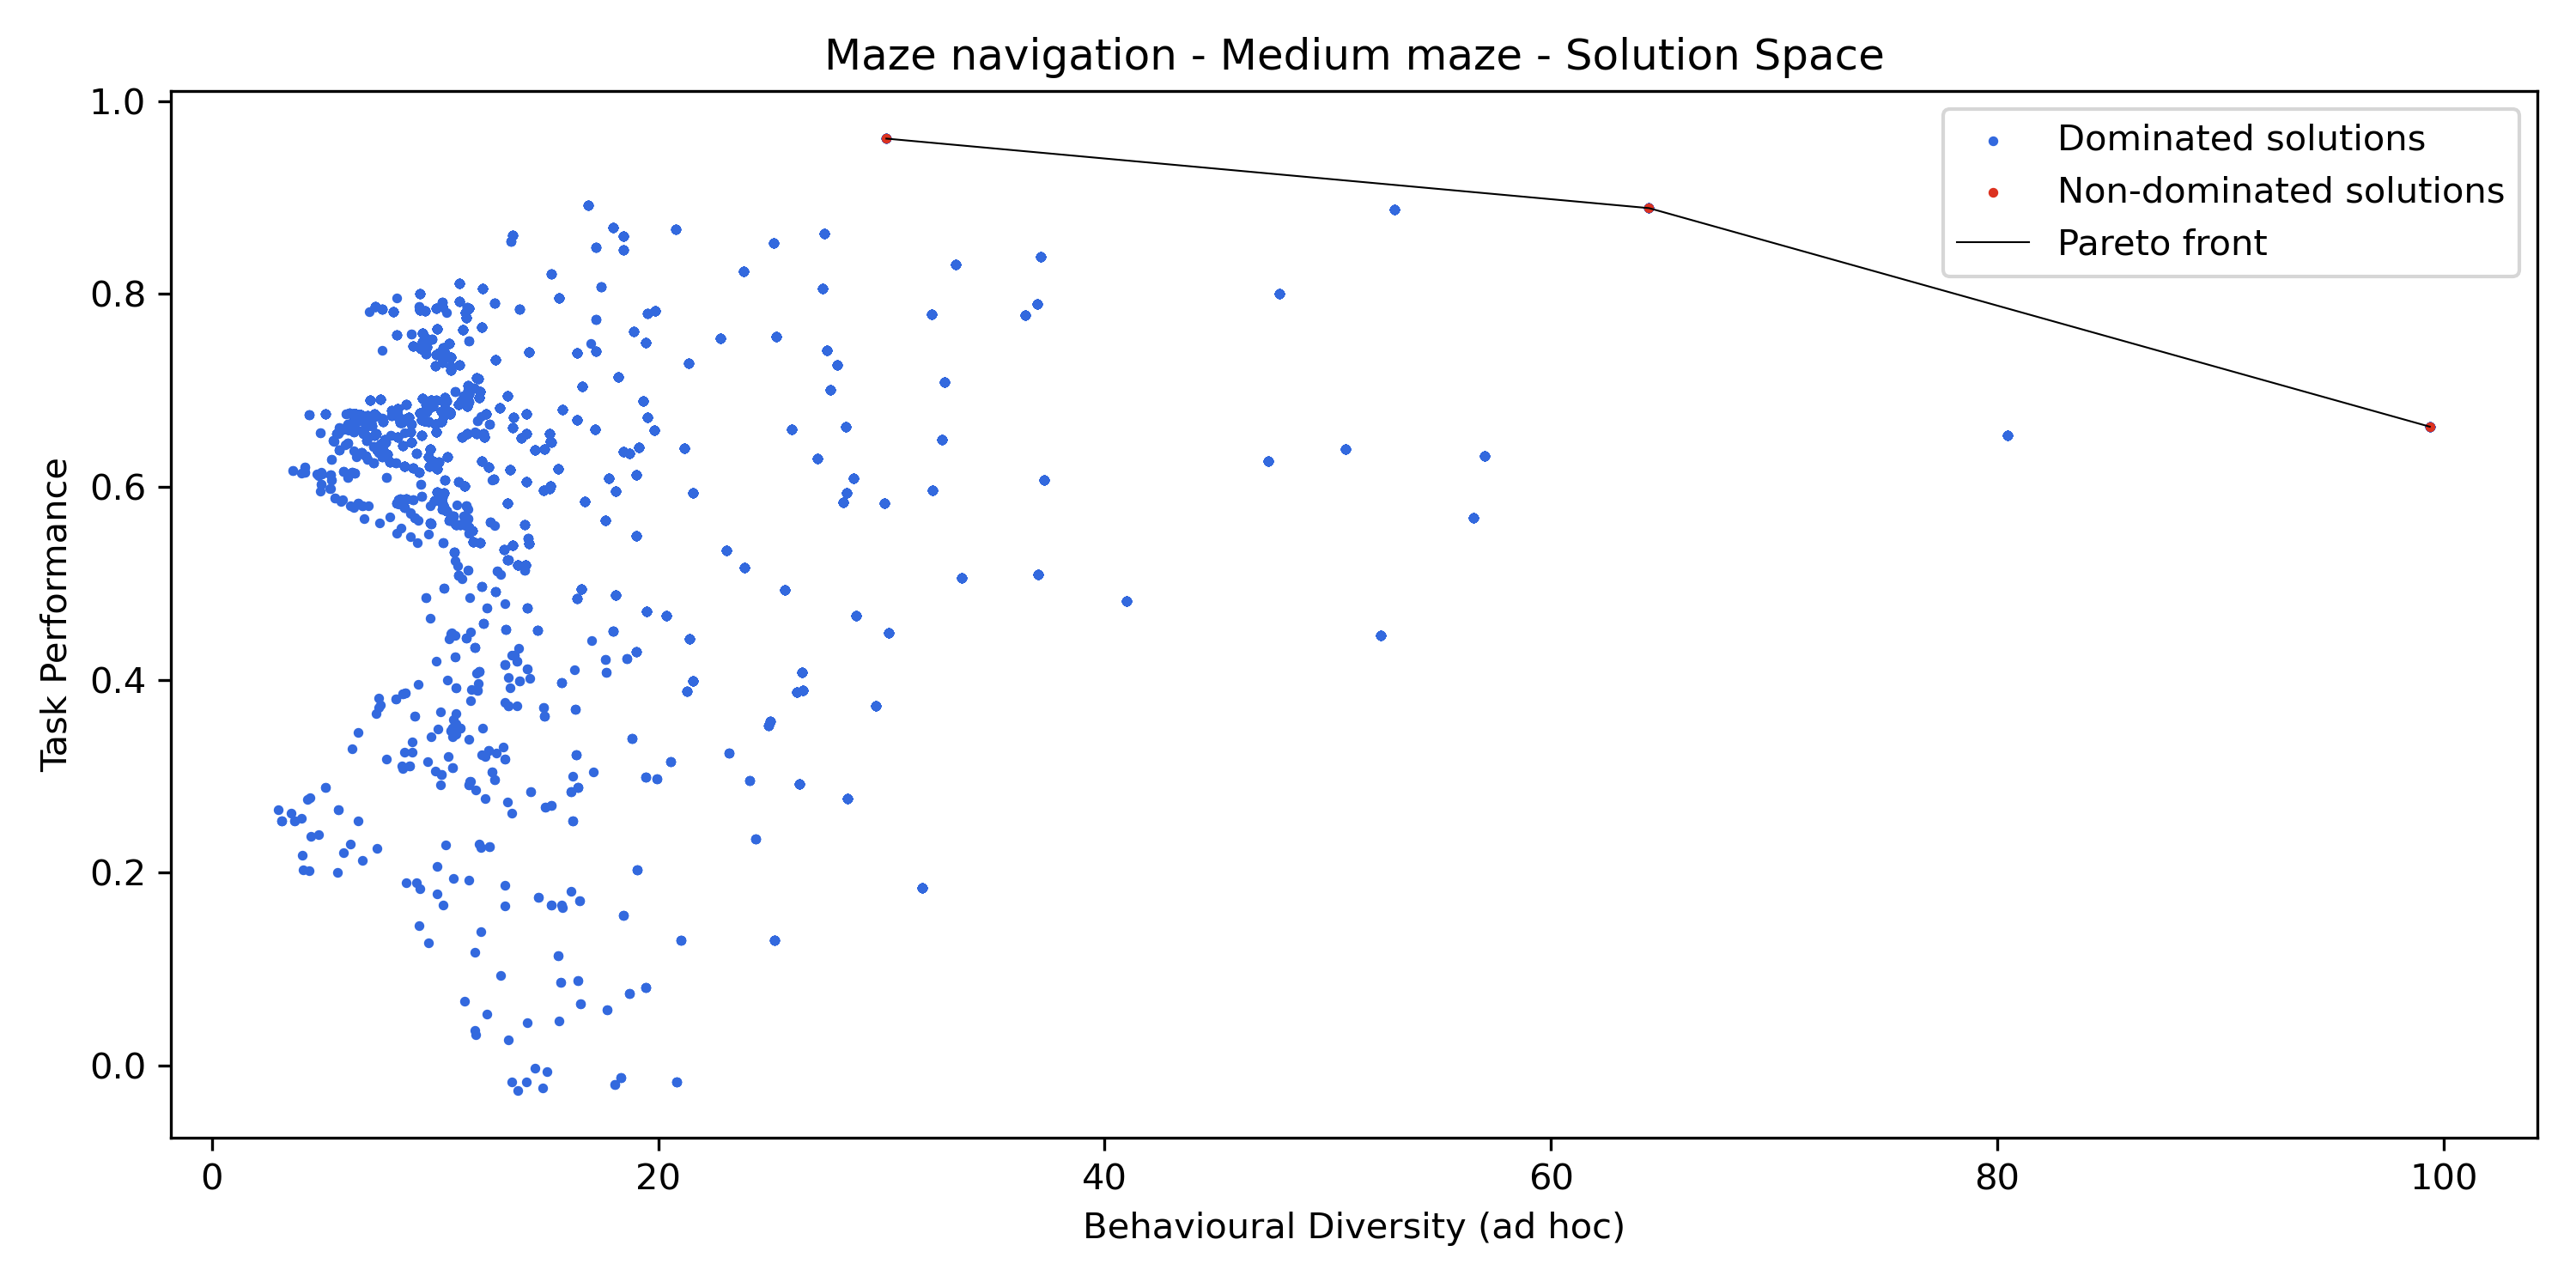 Maze navigation - Medium maze - Solution Space
1.0
0.8
0.6
0.4
0.2
0.0
Task Performance
Dominated solutions
Non-dominated solutions
Pareto front
0 20 40 60 80 100
Behavioural Diversity (ad hoc)